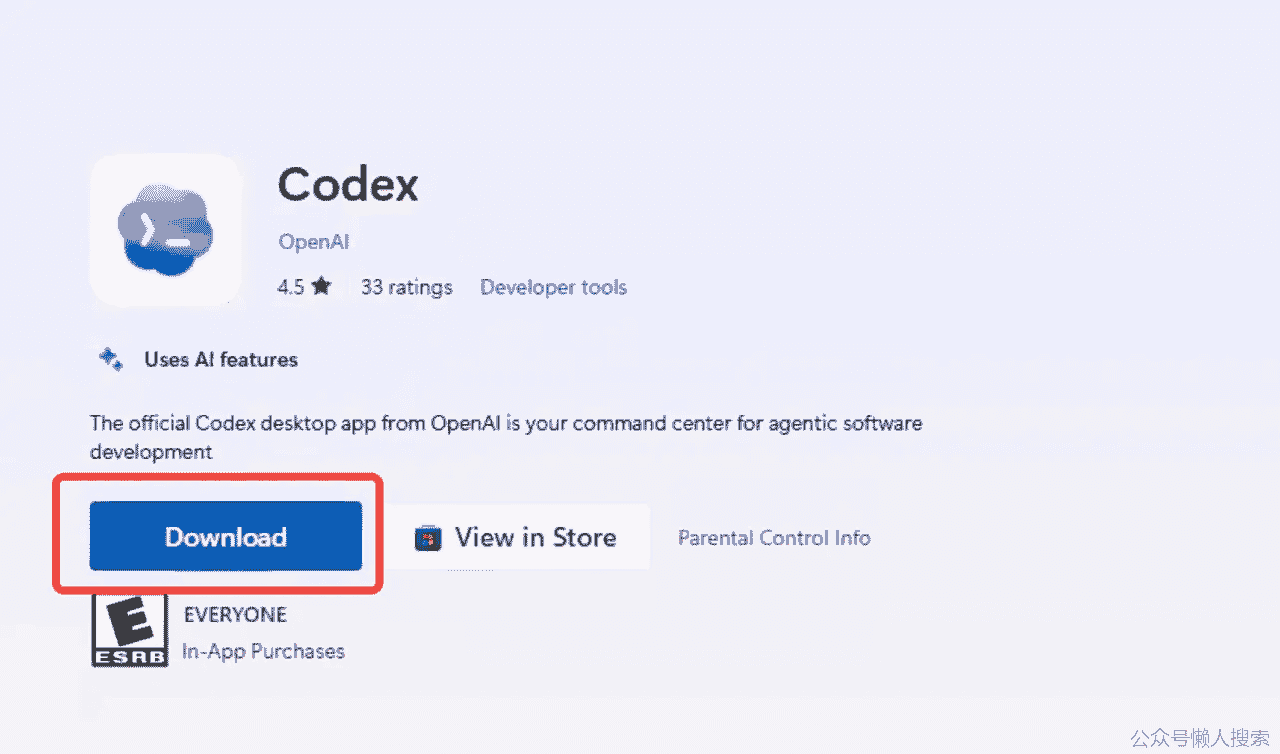 Codex
OpenAI
4.5 ★ 33 ratings Developer tools
Uses AI features
The official Codex desktop app from OpenAI is your command center for agentic software
development
Download View in Store Parental Control Info
E EVERYONE
ESRB In-App Purchases
公众号懒人搜索